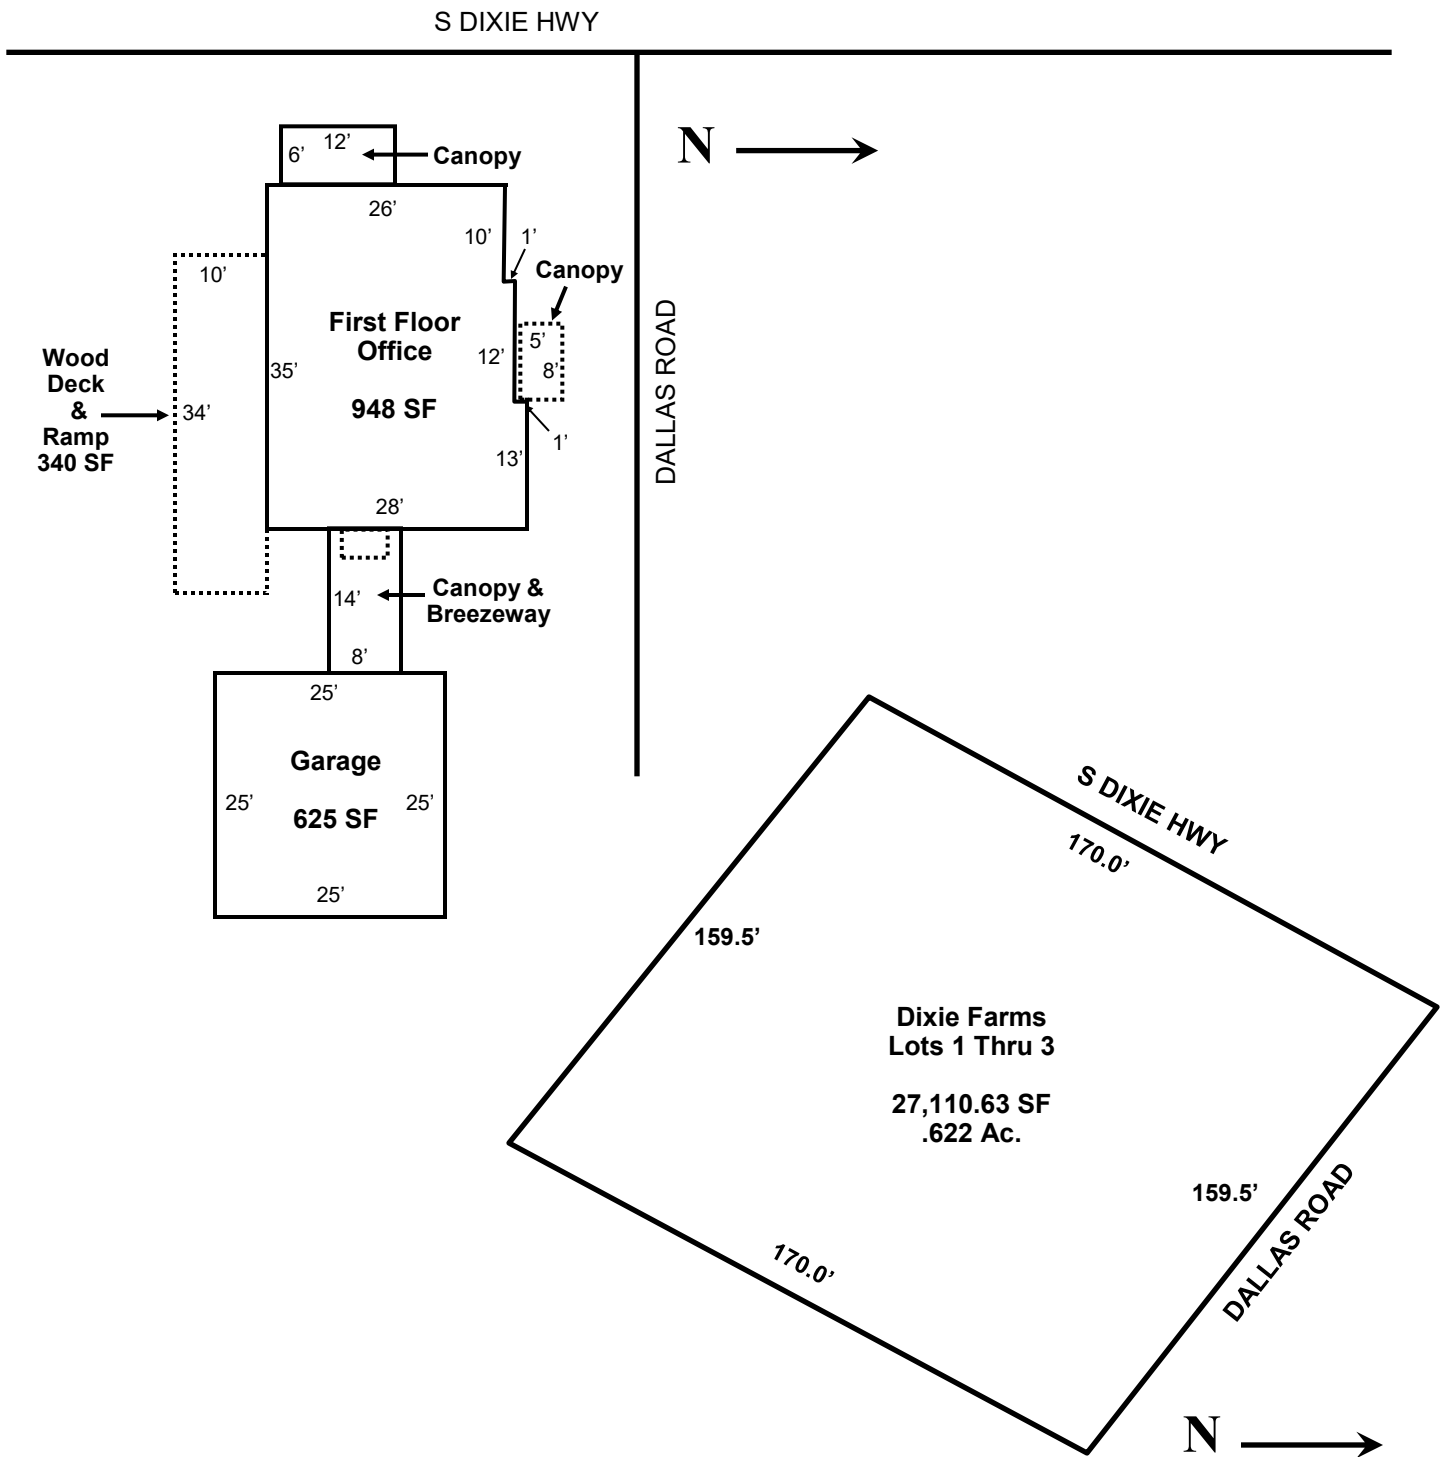 S DIXIE HWY
N
12’
6’
Canopy
26’
10’
1’
Canopy
10’
First Floor
Office
948 SF
5’
8’
12’
35’
DALLAS ROAD
Wood
Deck
&
Ramp
340 SF
34’
1’
13’
28’
14’
Canopy &
Breezeway
8’
25’
Garage
625 SF
25’
25’
25’
S DIXIE HWY
170.0’
159.5’
Dixie Farms
Lots 1 Thru 3
27,110.63 SF
.622 Ac.
159.5’
DALLAS ROAD
170.0’
N